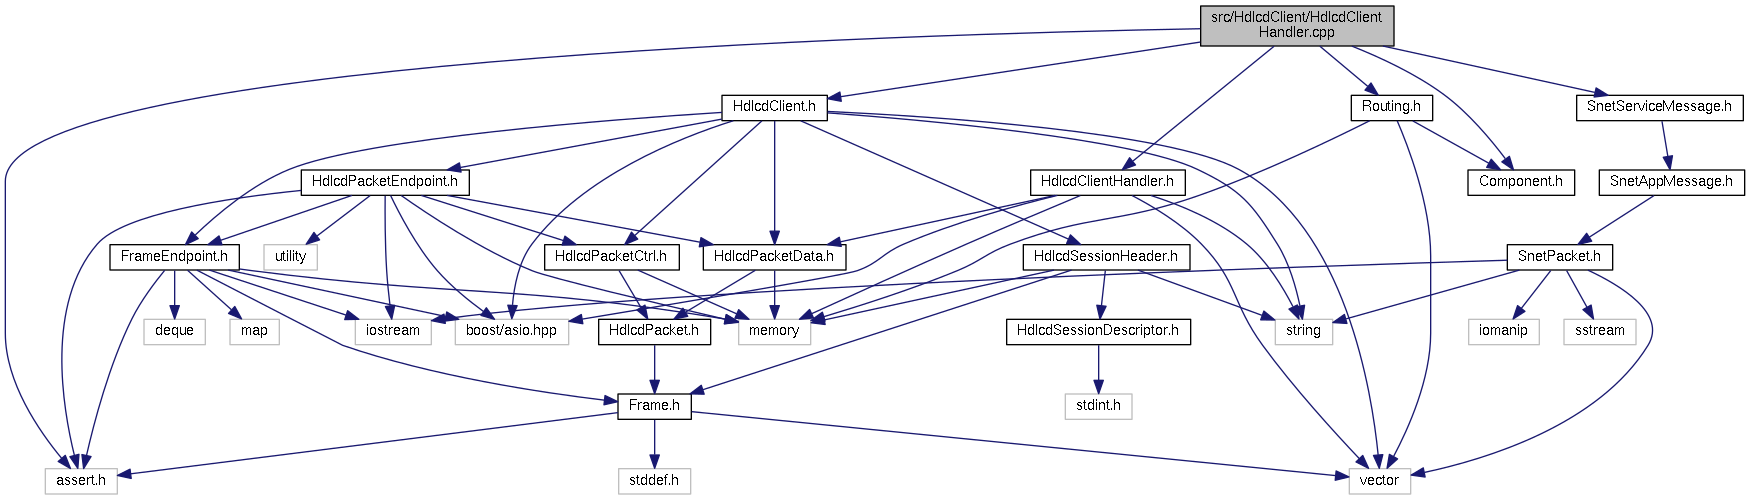 src/HdlcdClient/HdlcdClient
Handler.cpp
HdlcdClient.h
Routing.h
SnetServiceMessage.h
HdlcdPacketEndpoint.h
HdlcdClientHandler.h
Component.h
SnetAppMessage.h
FrameEndpoint.h
utility
HdlcdPacketCtrl.h
HdlcdPacketData.h
HdlcdSessionHeader.h
SnetPacket.h
deque
map
iostream
boost/asio.hpp
HdlcdPacket.h
memory
HdlcdSessionDescriptor.h
string
iomanip
sstream
Frame.h
stdint.h
assert.h
stddef.h
vector